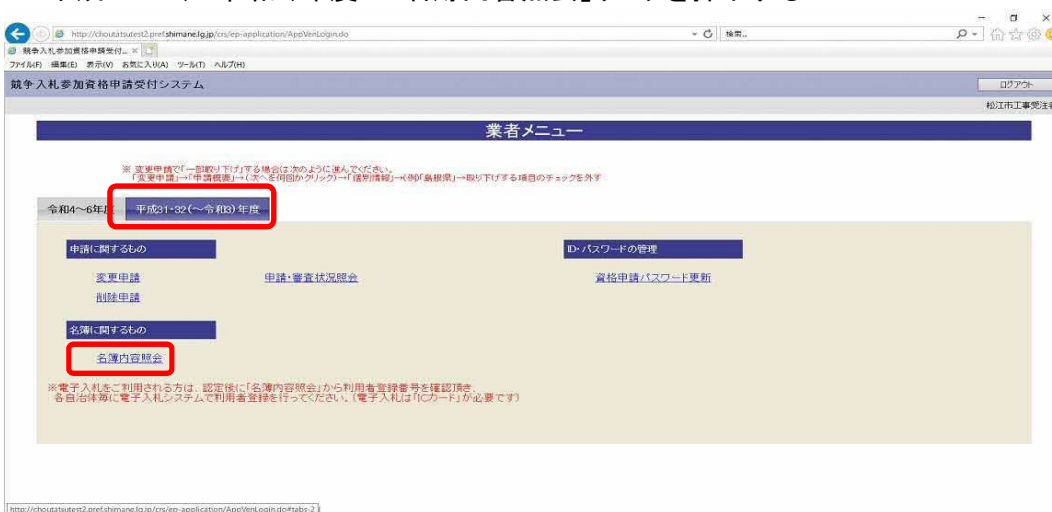 http://choutatsutest2.pref.shimane.lg.jp/crs/ep-application/AppVenLogin.do
検索...
競争入札参加資格申請受付...
ファイル(F) 編集(E) 表示(V) お気に入り(A) ツール(T) ヘルプ(H)
競争入札参加資格申請受付システム
ログアウト
松江市工事受注
業者メニュー
※ 変更申請で「一部取り下げ」する場合は次のように進んでください。
「変更申請」→「申請概要」→(次へを何回かクリック)→「個別情報」→(例「島根県」→取り下げする項目のチェックを外す
令和4～6年度 平成31・32(～令和3)年度
申請に関するもの ID・パスワードの管理
変更申請 申請・審査状況照会 資格申請パスワード更新
削除申請
名簿に関するもの
名簿内容照会
※電子入札をご利用される方は、認定後に「名簿内容照会」から利用者登録番号を確認頂き、
各自治体毎に電子入札システムで利用者登録を行ってください。(電子入札は「ICカード」が必要です)
http://choutatsutest2.pref.shimane.lg.jp/crs/ep-application/AppVenLogin.do#tabs-2